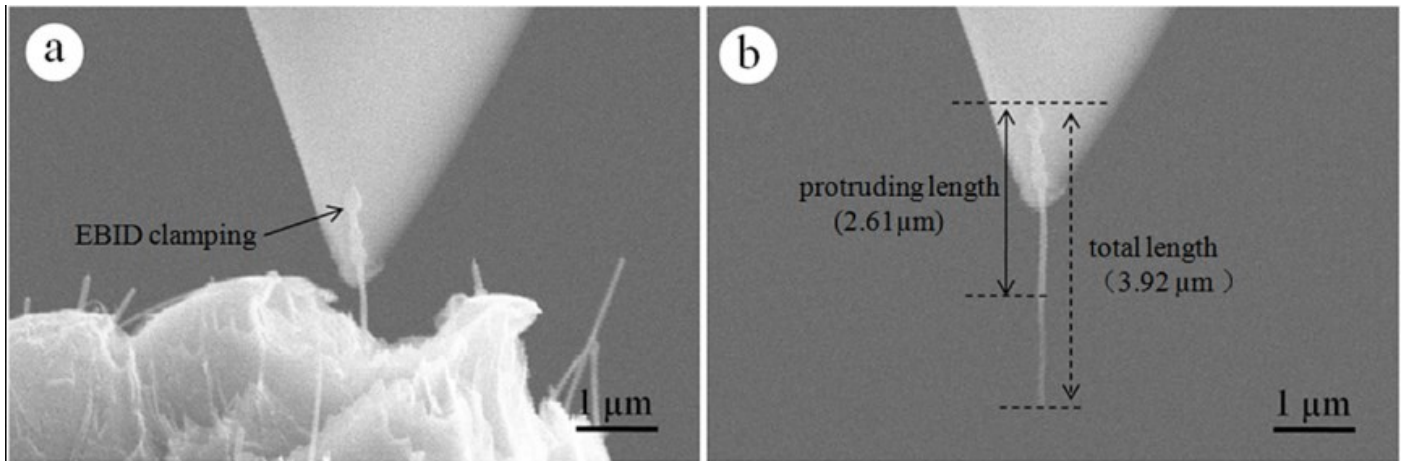 a
EBID clamping
1 μm
b
protruding length
(2.61μm)
total length
（3.92 μm ）
1 μm